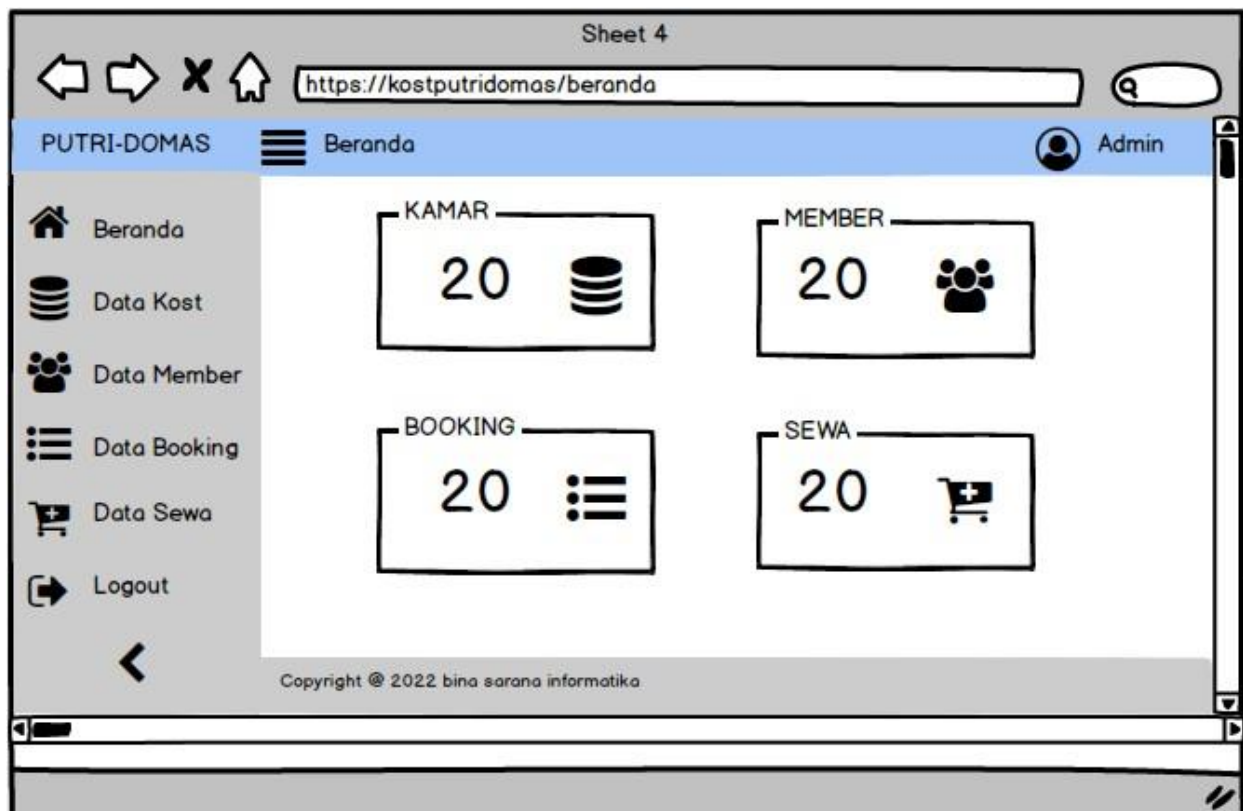 Sheet 4
https://kostputridomas/beranda
PUTRI-DOMAS
Beranda
Admin
Beranda
Data Kost
Data Member
Data Booking
Data Sewa
Logout
KAMAR
20
MEMBER
20
BOOKING
20
SEWA
20
Copyright @ 2022 bina sarana informatika